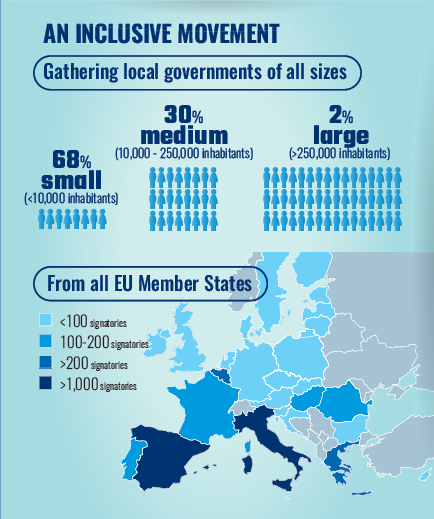 AN INCLUSIVE MOVEMENT
Gathering local governments of all sizes
30%
medium
(10,000 - 250,000 inhabitants)
2%
large
(>250,000 inhabitants)
68%
small
(<10,000 inhabitants)
From all EU Member States
<100 signatories
100-200 signatories
>200 signatories
>1,000 signatories